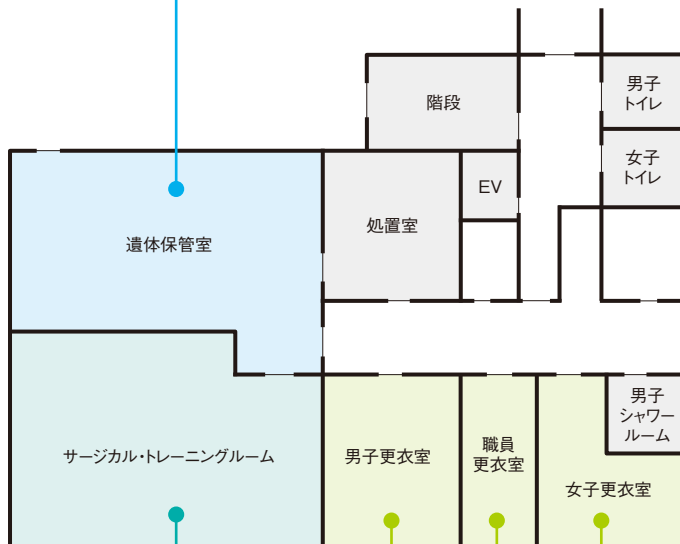 階段
男子
トイレ
女子
トイレ
EV
処置室
遺体保管室
サージカル・トレーニングルーム
男子更衣室
職員
更衣室
女子更衣室
男子
シャワー
ルーム